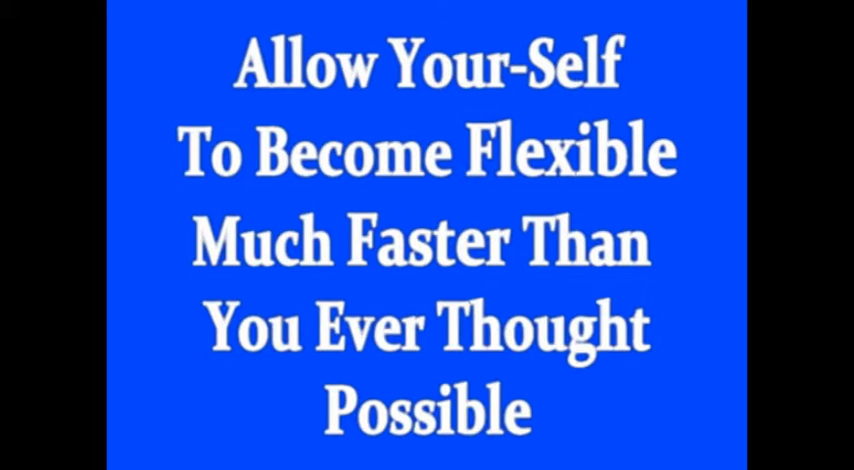 Allow Your-Self
To Become Flexible
Much Faster Than
You Ever Thought
Possible